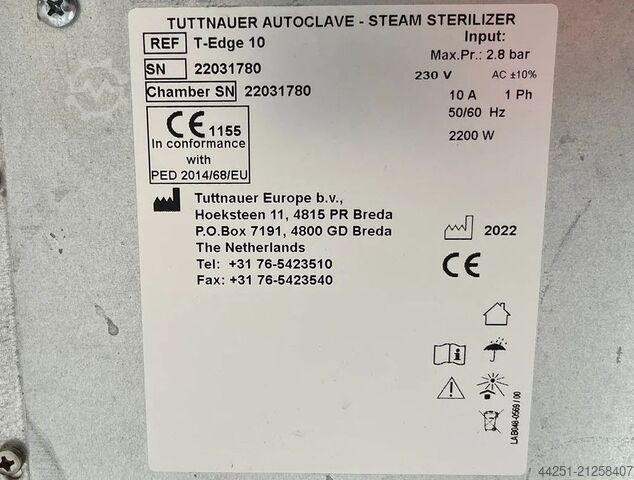 TUTTNAUER AUTOCLAVE - STEAM STERILIZER
REF T-Edge 10
Input:
Max.Pr.: 2.8 bar
SN 22031780
230 V AC ±10%
Chamber SN 22031780
10 A 1 Ph
50/60 Hz
2200 W
CE 1155
In conformance
with
PED 2014/68/EU
Tuttnauer Europe b.v.,
Hoeksteen 11, 4815 PR Breda
P.O.Box 7191, 4800 GD Breda
The Netherlands
Tel: +31 76-5423510
Fax: +31 76-5423540
2022
CE
i
LAB048-0569 / 00
44251-21258407